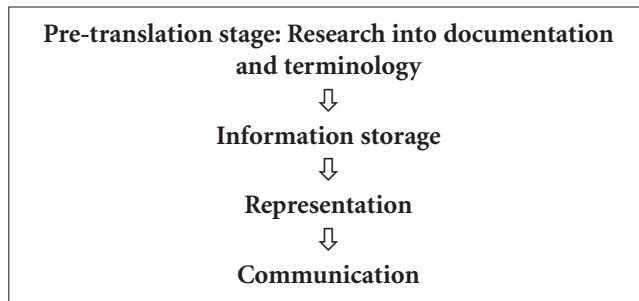 Pre-translation stage: Research into documentation
and terminology
⇩
Information storage
⇩
Representation
⇩
Communication